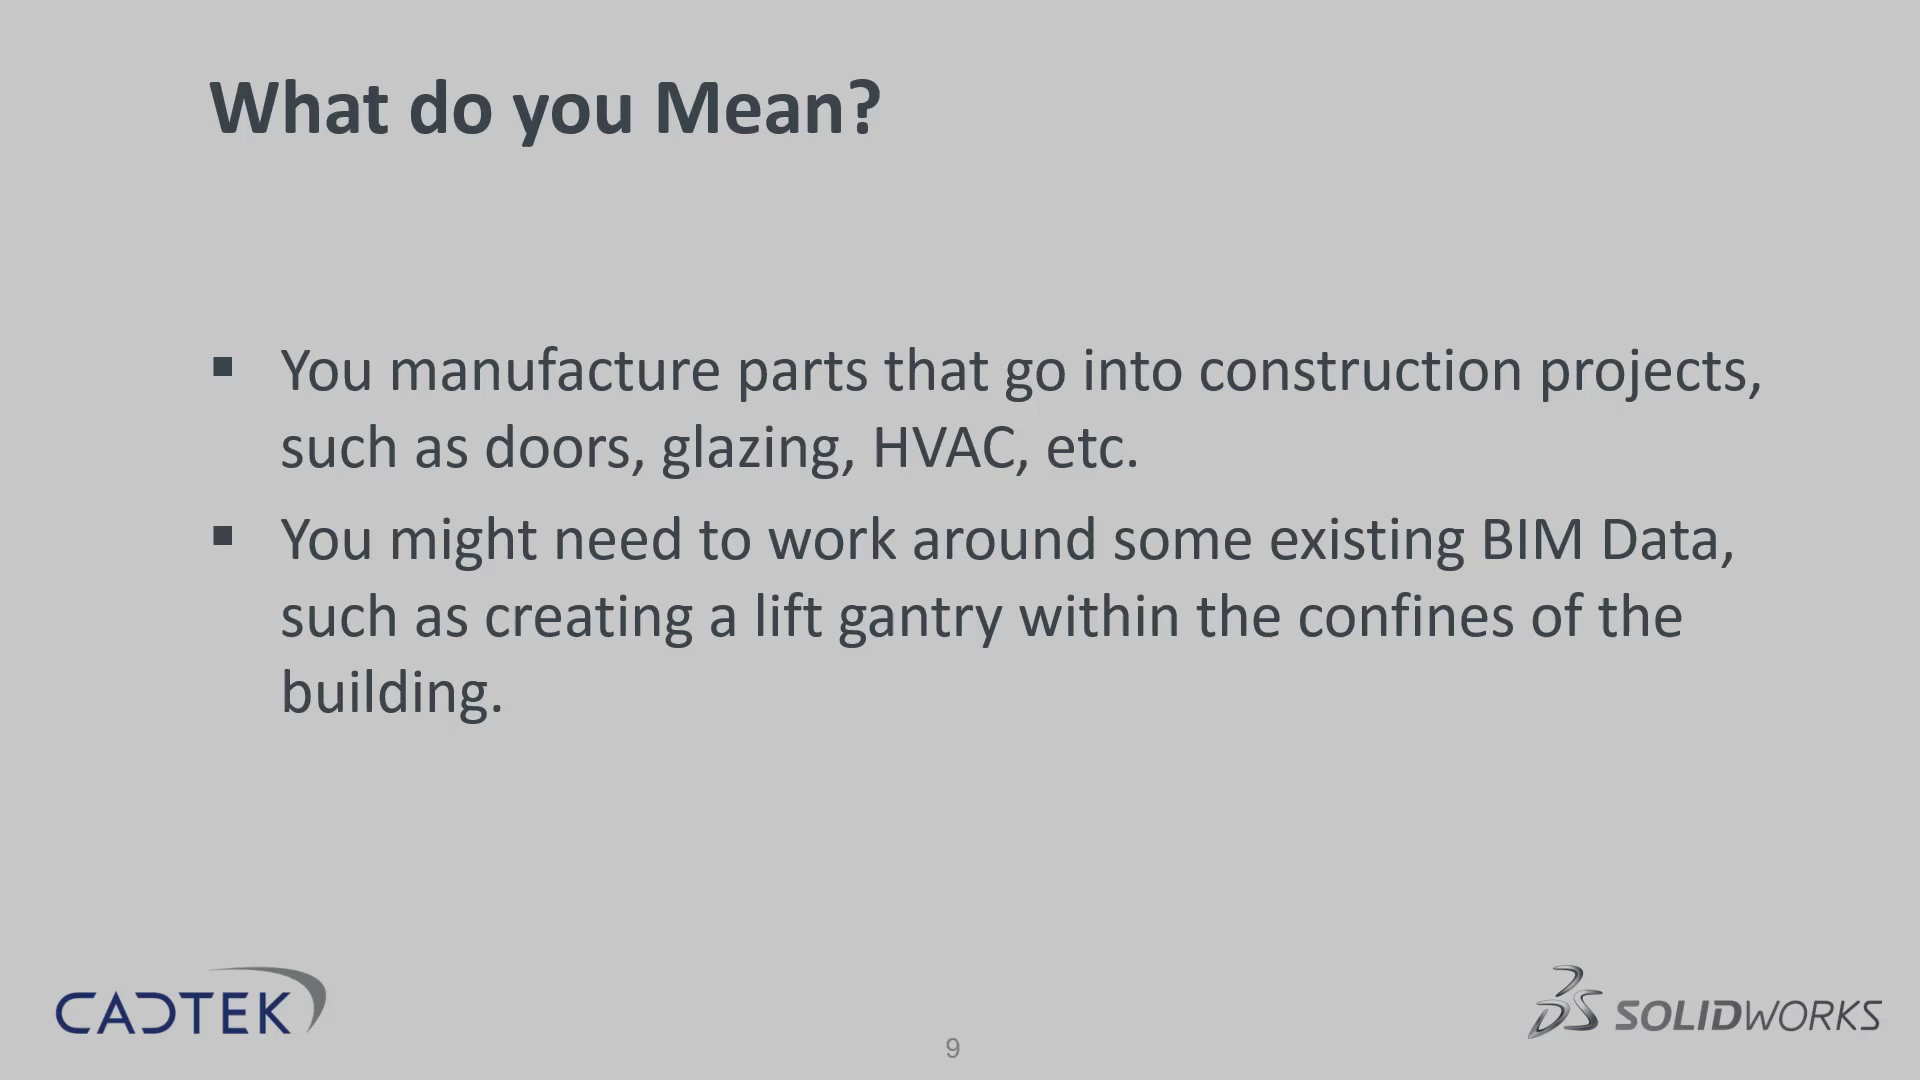 What do you Mean?
▪ You manufacture parts that go into construction projects,
such as doors, glazing, HVAC, etc.
▪ You might need to work around some existing BIM Data,
such as creating a lift gantry within the confines of the
building.
CADTEK
9
3DS SOLIDWORKS